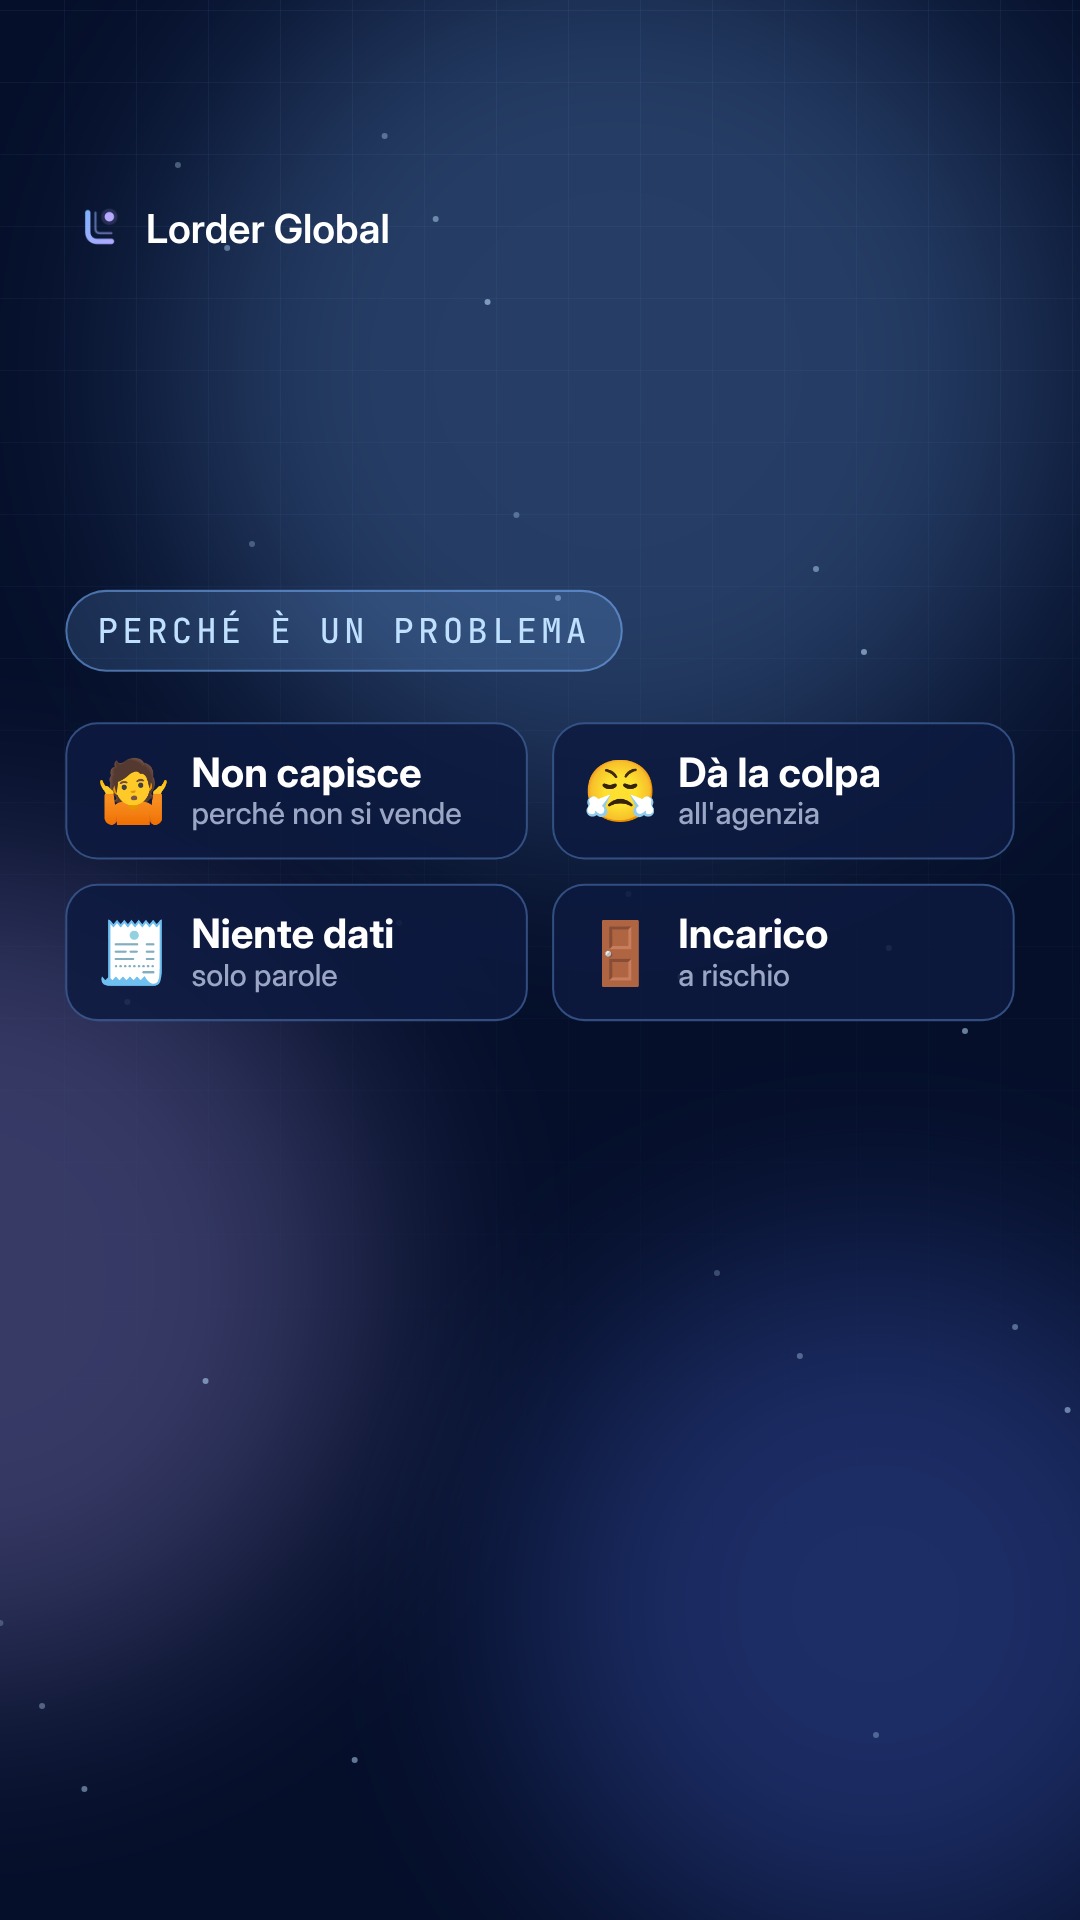 Lorder Global
PERCHÉ È UN PROBLEMA
Non capisce
perché non si vende
Dà la colpa
all'agenzia
Niente dati
solo parole
Incarico
a rischio